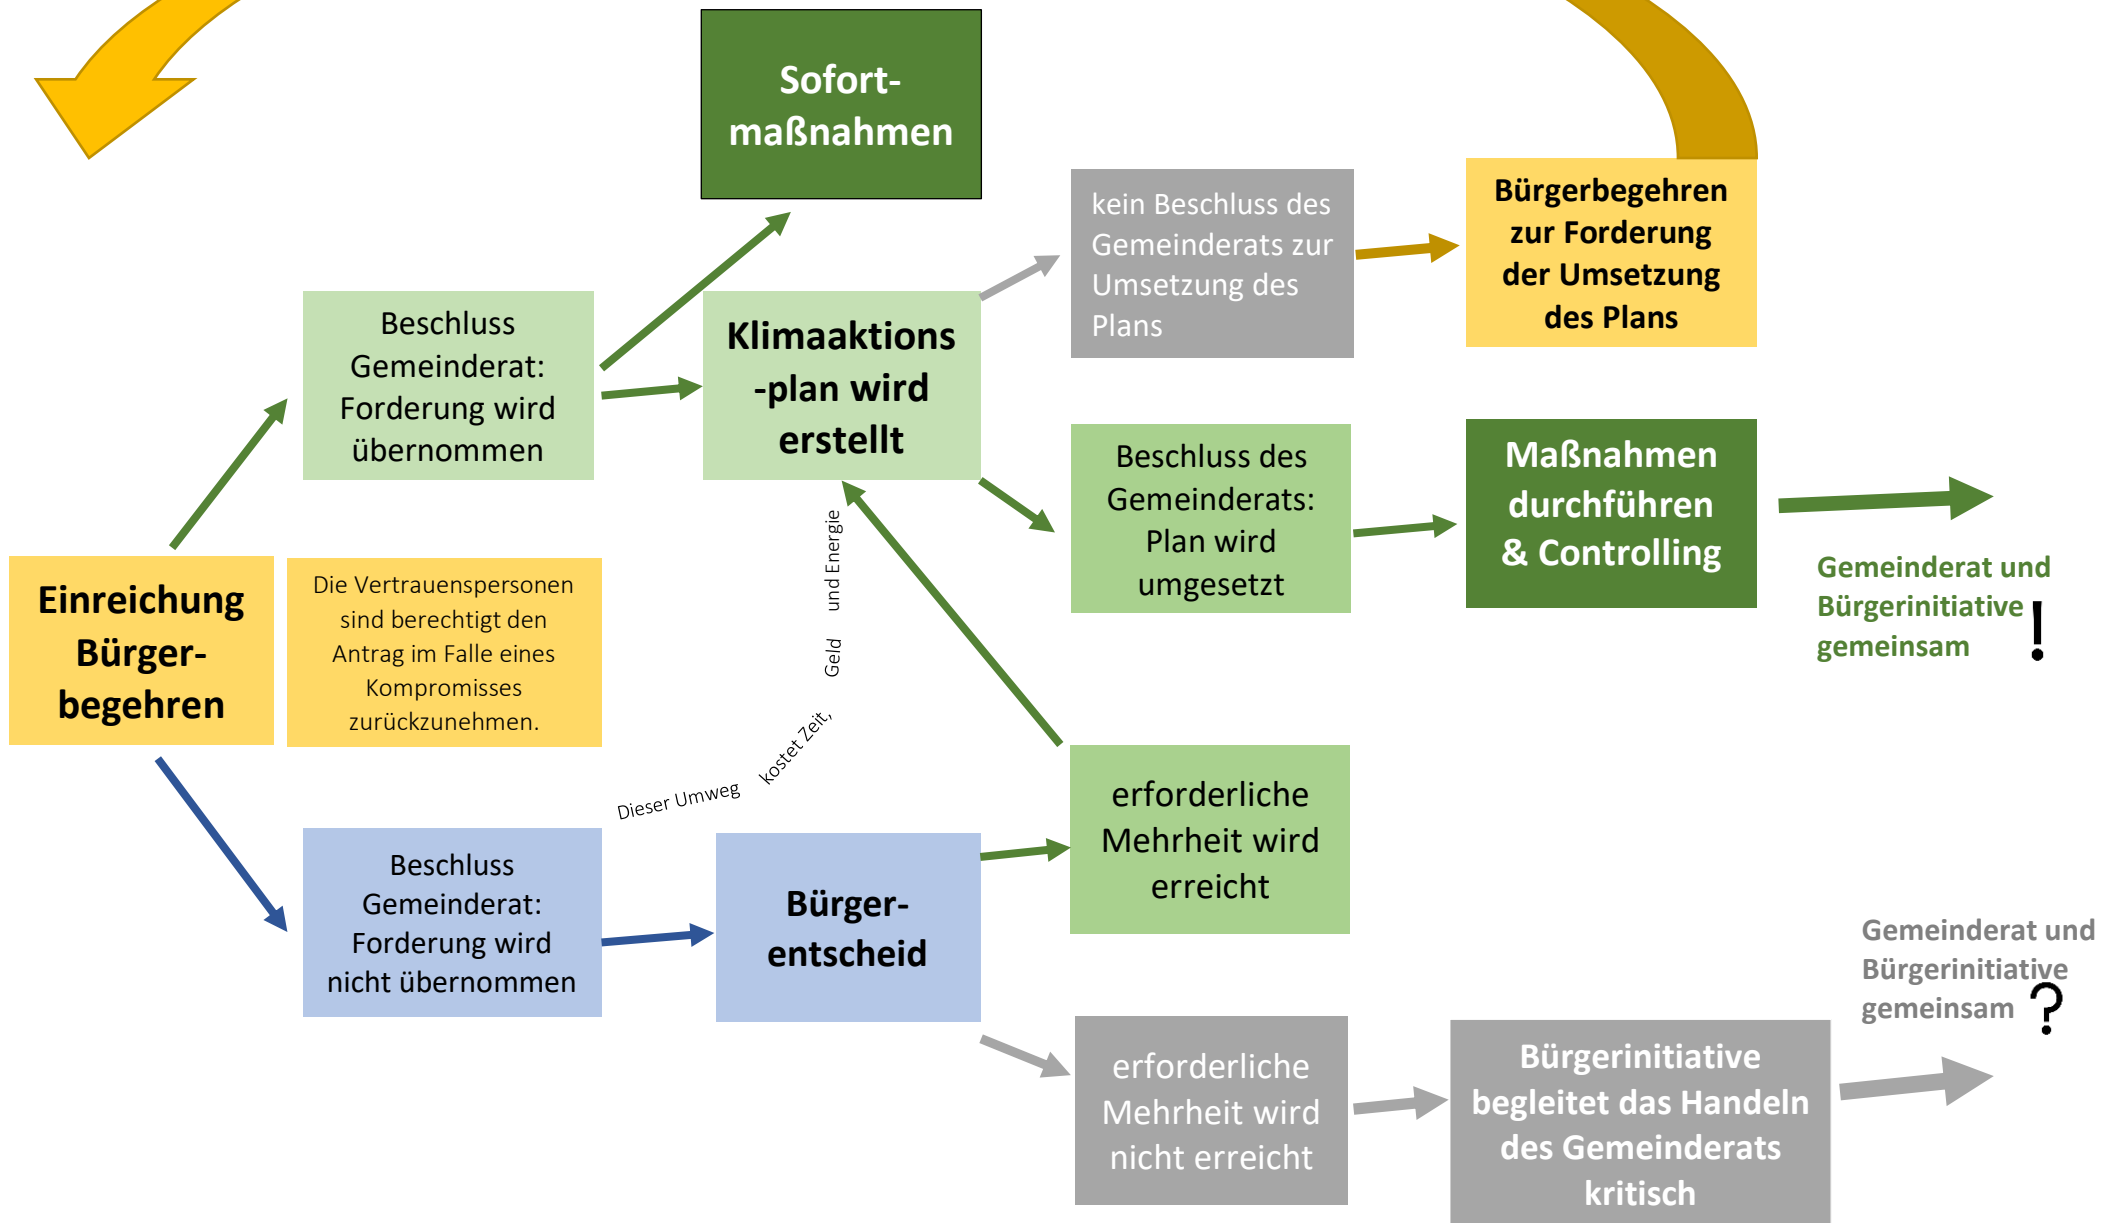 Sofort-
maßnahmen
kein Beschluss des
Gemeinderats zur
Umsetzung des
Plans
Bürgerbegehren
zur Forderung
der Umsetzung
des Plans
Beschluss
Gemeinderat:
Forderung wird
übernommen
Klimaaktions
-plan wird
erstellt
Beschluss des
Gemeinderats:
Plan wird
umgesetzt
Maßnahmen
durchführen
& Controlling
Gemeinderat und
Bürgerinitiative
gemeinsam !
Einreichung
Bürger-
begehren
Die Vertrauenspersonen
sind berechtigt den
Antrag im Falle eines
Kompromisses
zurückzunehmen.
Dieser Umweg kostet Zeit, Geld und Energie
erforderliche
Mehrheit wird
erreicht
Beschluss
Gemeinderat:
Forderung wird
nicht übernommen
Bürger-
entscheid
Gemeinderat und
Bürgerinitiative
gemeinsam ?
erforderliche
Mehrheit wird
nicht erreicht
Bürgerinitiative
begleitet das Handeln
des Gemeinderats
kritisch